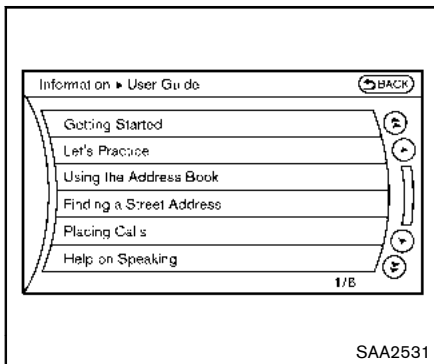 Information ▸ User Guide
BACK
Getting Started
Let's Practice
Using the Address Book
Finding a Street Address
Placing Calls
Help on Speaking
1/6
SAA2531